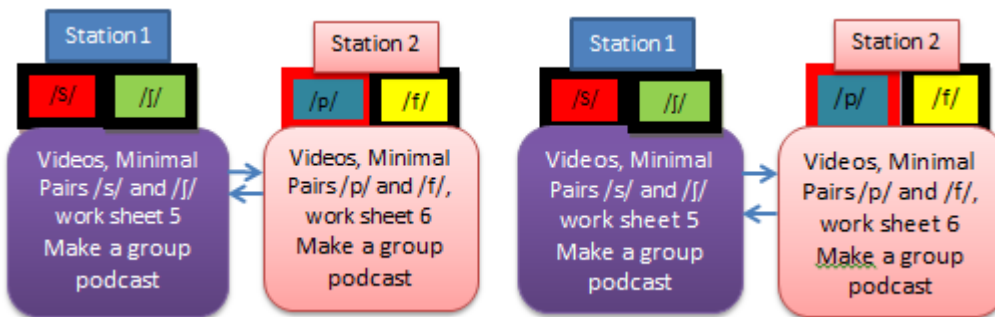 Station 1
/s/
/ʃ/
Videos, Minimal
Pairs /s/ and /ʃ/
work sheet 5
Make a group
podcast
Station 2
/p/
/f/
Videos, Minimal
Pairs /p/ and /f/,
work sheet 6
Make a group
podcast
Station 1
/s/
/ʃ/
Videos, Minimal
Pairs /s/ and /ʃ/
work sheet 5
Make a group
podcast
Station 2
/p/
/f/
Videos, Minimal
Pairs /p/ and /f/,
work sheet 6
Make a group
podcast